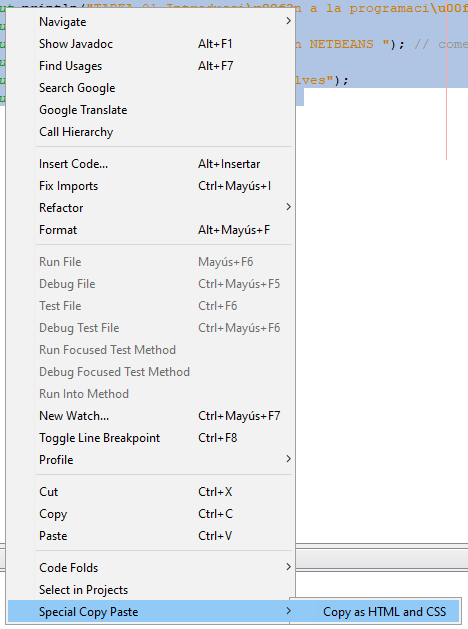 ut.println("TAREA 01 Introducci\u00f3n a la programaci\u00f
n NETBEANS "); // come
lves");
Navigate
Show Javadoc Alt+F1
Find Usages Alt+F7
Search Google
Google Translate
Call Hierarchy
Insert Code... Alt+Insertar
Fix Imports Ctrl+Mayús+I
Refactor
Format Alt+Mayús+F
Run File Mayús+F6
Debug File Ctrl+Mayús+F5
Test File Ctrl+F6
Debug Test File Ctrl+Mayús+F6
Run Focused Test Method
Debug Focused Test Method
Run Into Method
New Watch... Ctrl+Mayús+F7
Toggle Line Breakpoint Ctrl+F8
Profile
Cut Ctrl+X
Copy Ctrl+C
Paste Ctrl+V
Code Folds
Select in Projects
Special Copy Paste
Copy as HTML and CSS